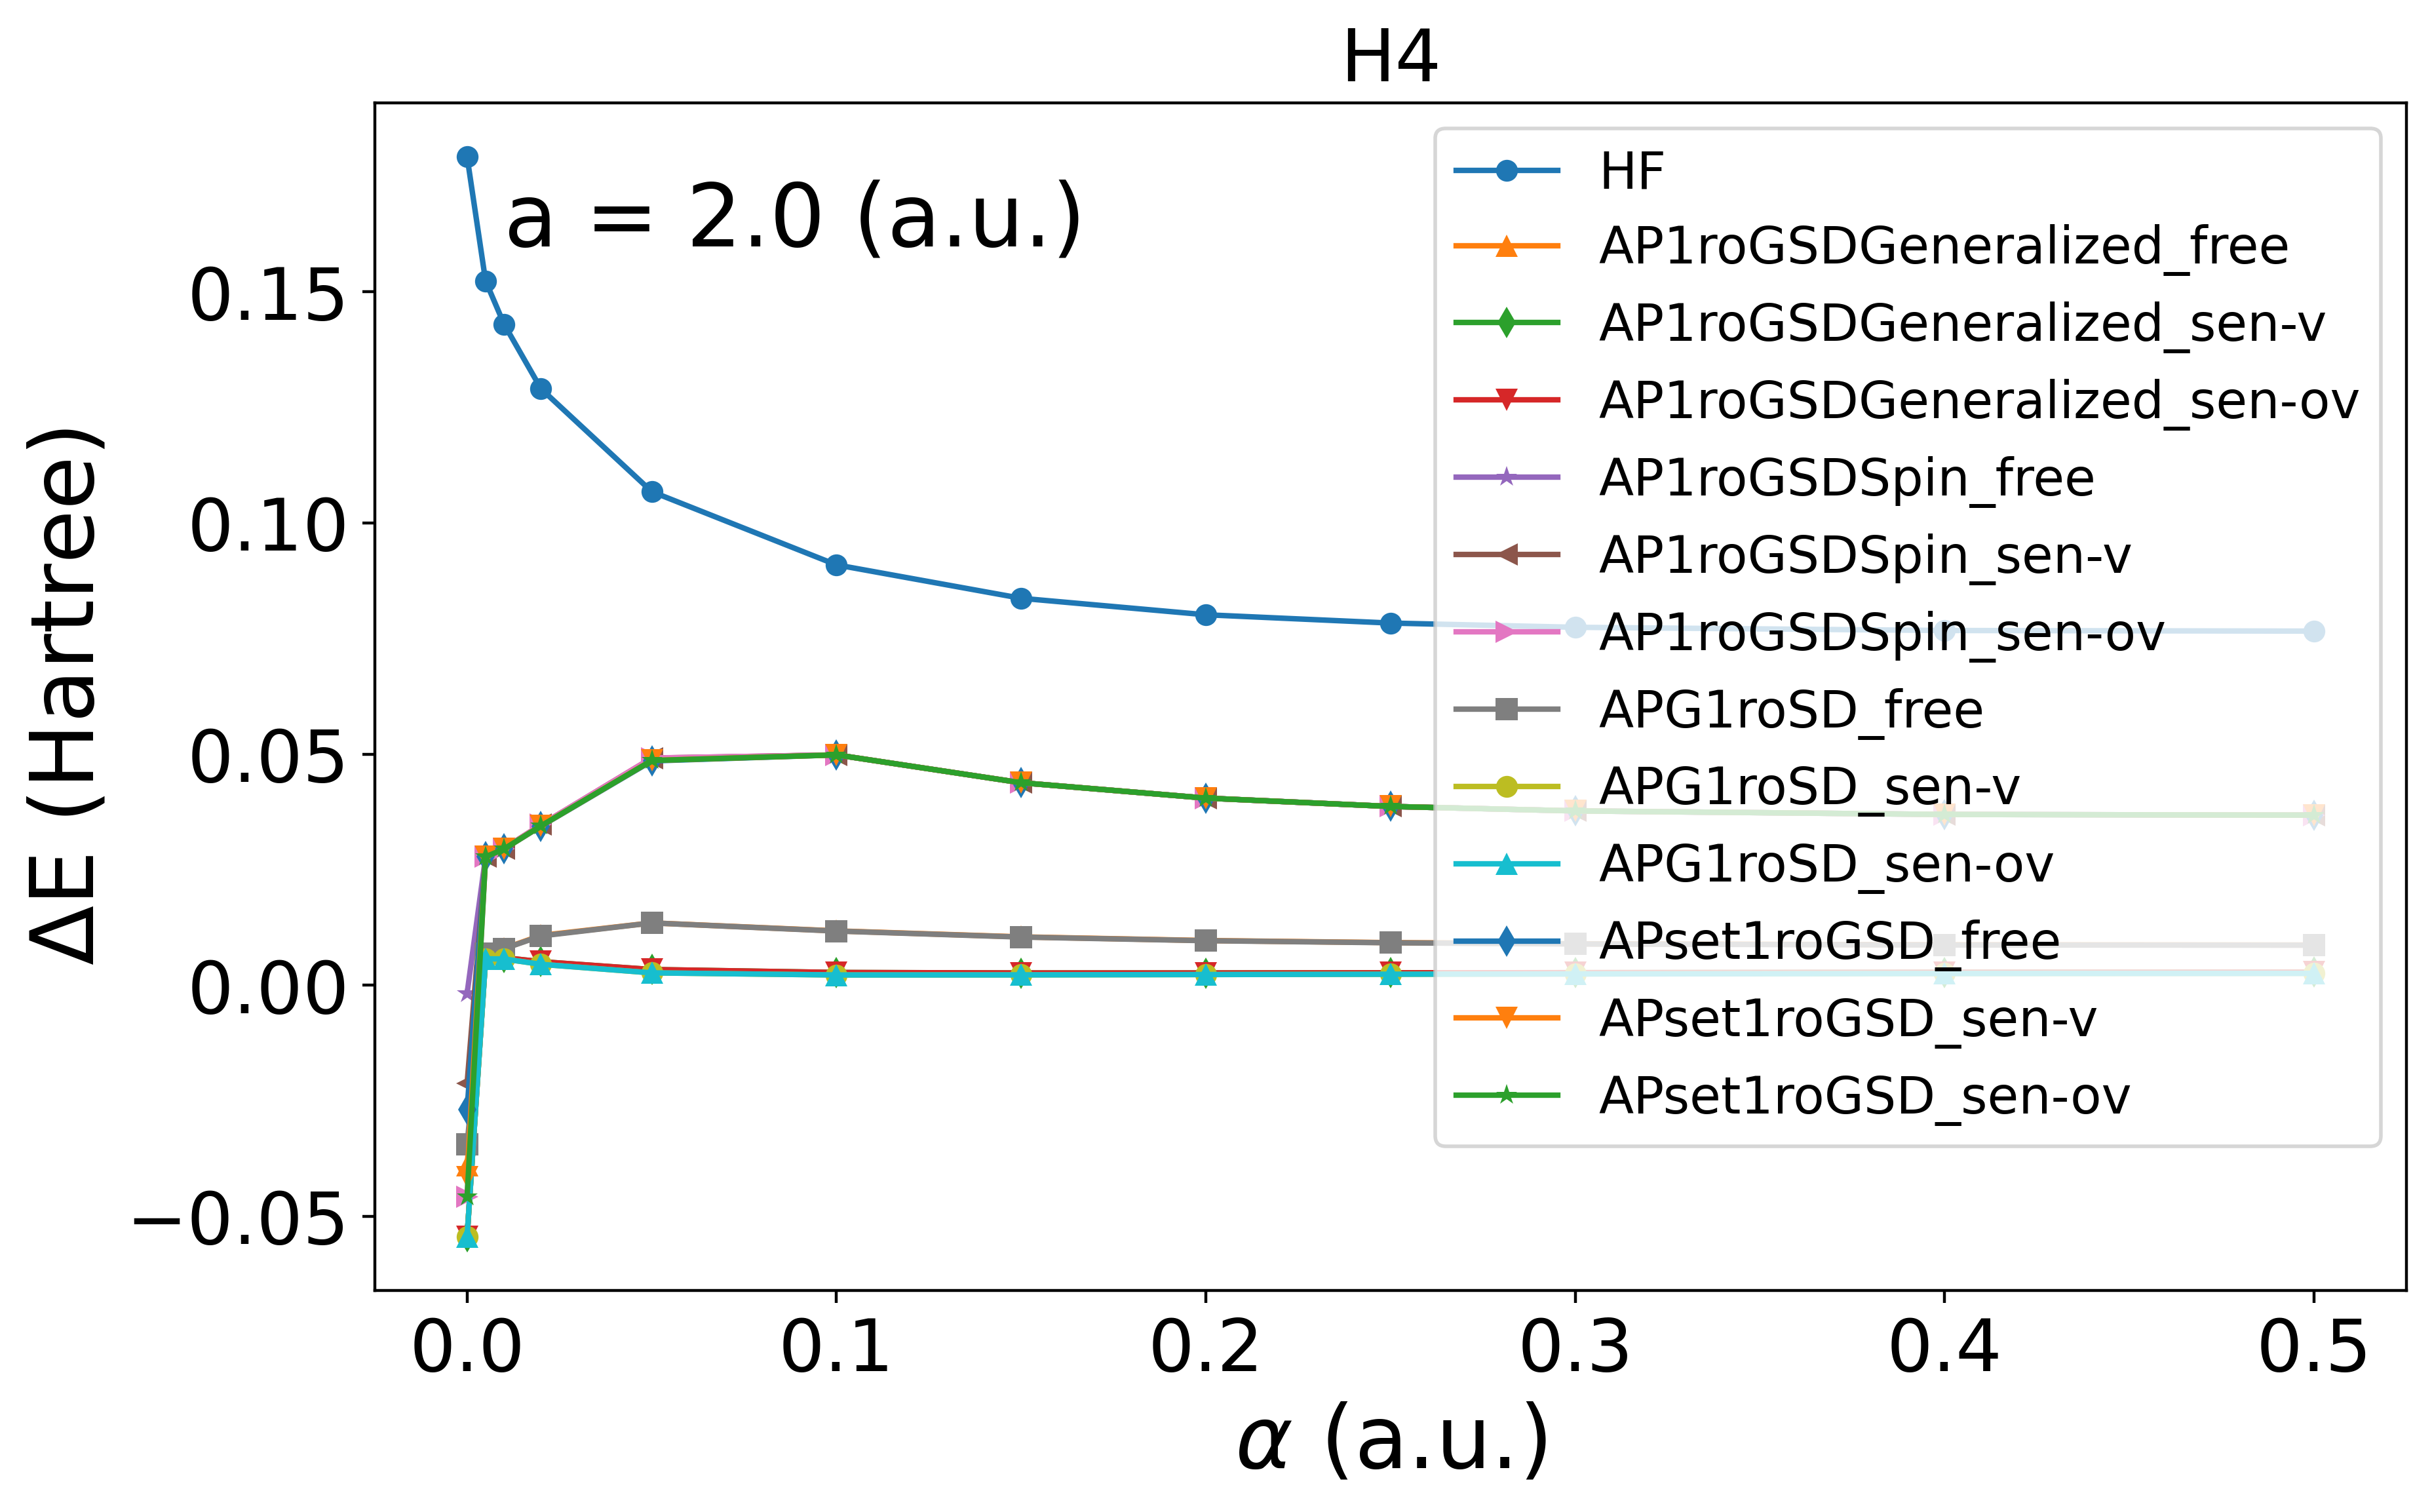 H4
a = 2.0 (a.u.)
HF
AP1roGSDGeneralized_free
AP1roGSDGeneralized_sen-v
AP1roGSDGeneralized_sen-ov
AP1roGSDSpin_free
AP1roGSDSpin_sen-v
AP1roGSDSpin_sen-ov
APG1roSD_free
APG1roSD_sen-v
APG1roSD_sen-ov
APset1roGSD_free
APset1roGSD_sen-v
APset1roGSD_sen-ov
ΔE (Hartree)
0.15
0.10
0.05
0.00
−0.05
0.0 0.1 0.2 0.3 0.4 0.5
α (a.u.)